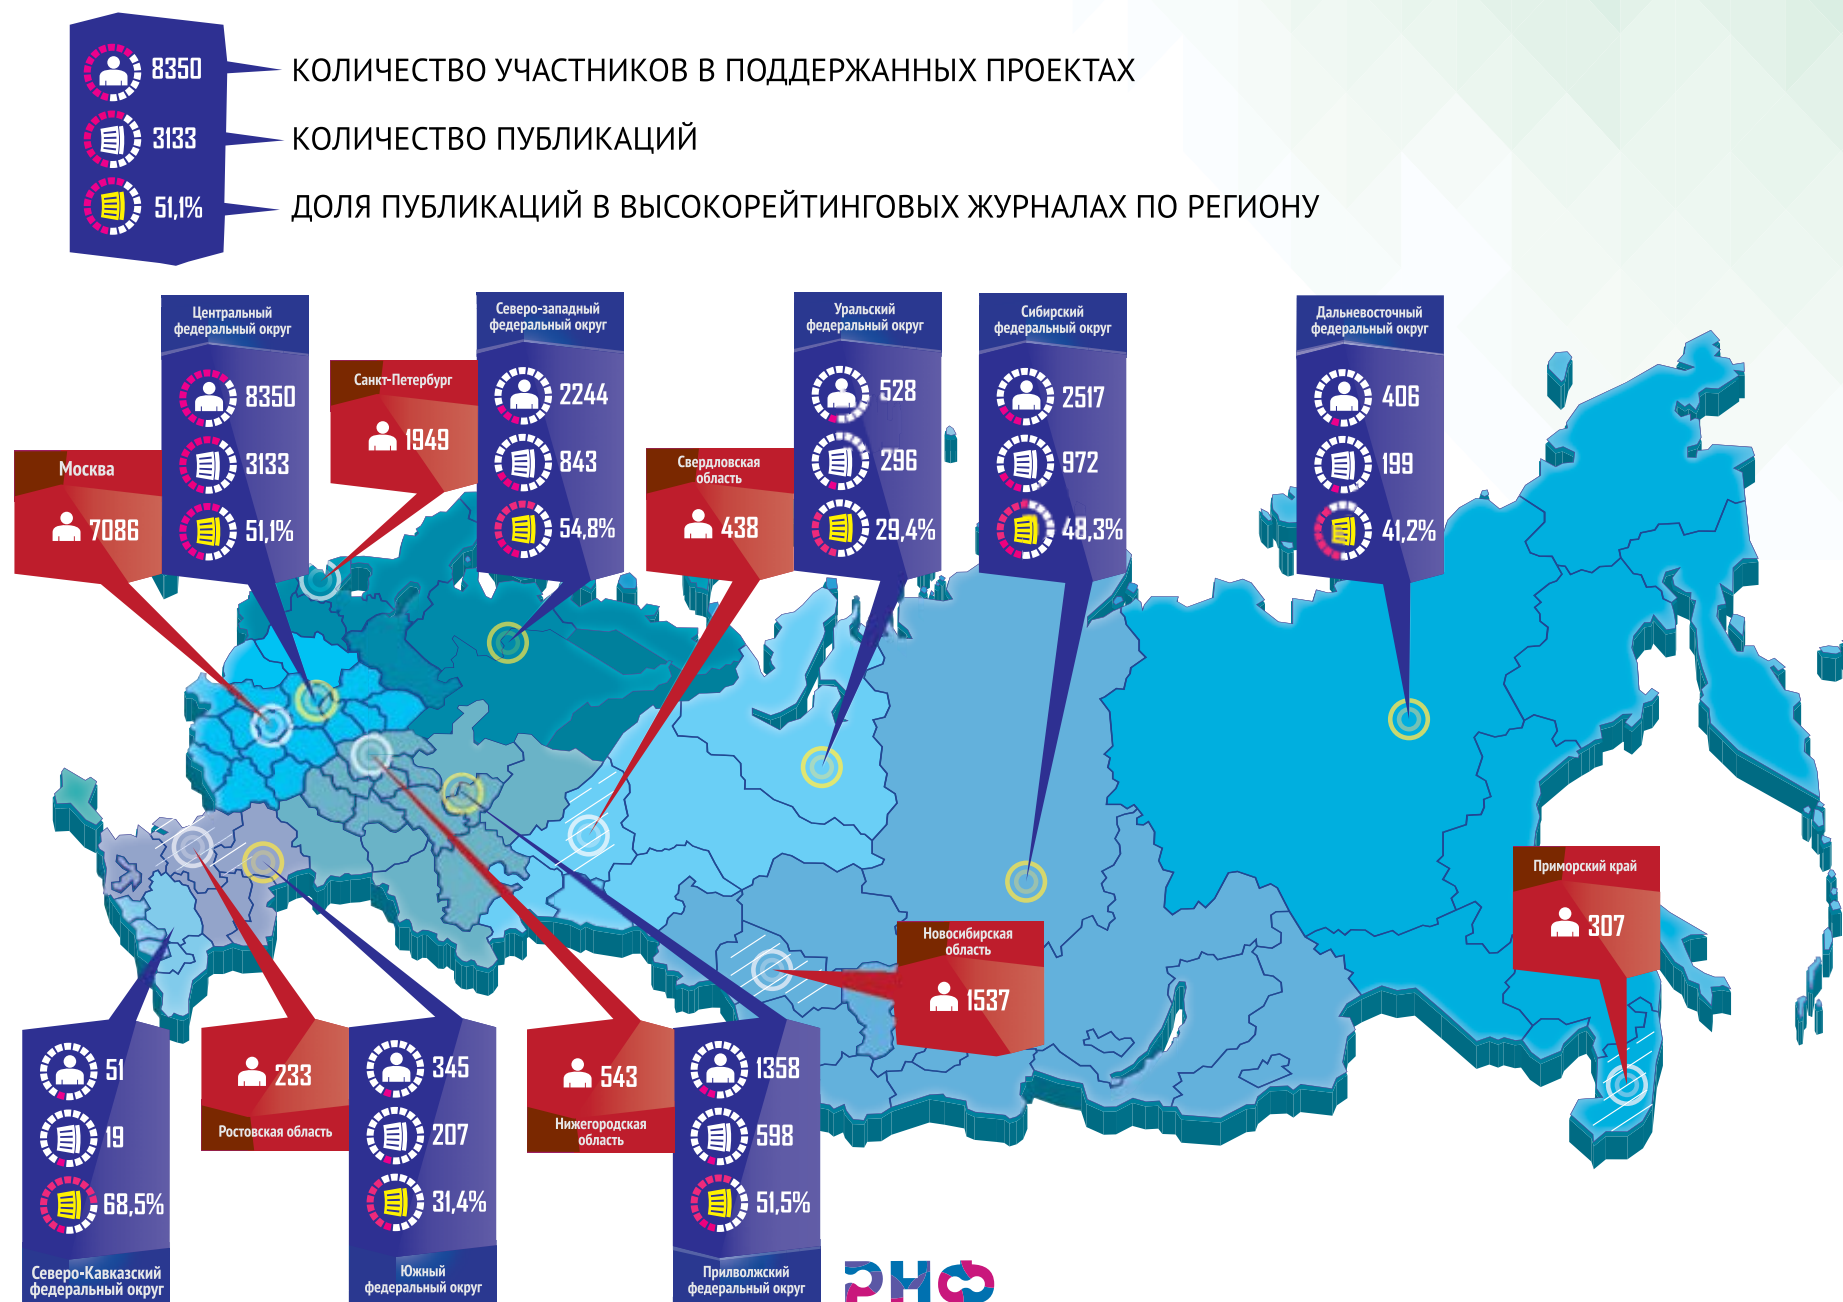 8350
КОЛИЧЕСТВО УЧАСТНИКОВ В ПОДДЕРЖАННЫХ ПРОЕКТАХ
3133
КОЛИЧЕСТВО ПУБЛИКАЦИЙ
51,1%
ДОЛЯ ПУБЛИКАЦИЙ В ВЫСОКОРЕЙТИНГОВЫХ ЖУРНАЛАХ ПО РЕГИОНУ
Москва
7086
Центральный
федеральный округ
8350
3133
51,1%
Санкт-Петербург
1949
Северо-западный
федеральный округ
2244
843
54,8%
Свердловская
область
438
Уральский
федеральный округ
528
296
29,4%
Сибирский
федеральный округ
2517
972
48,3%
Дальневосточный
федеральный округ
406
199
41,2%
Приморский край
307
Новосибирская
область
1537
51
19
68,5%
Северо-Кавказский
федеральный округ
233
Ростовская область
345
207
31,4%
Южный
федеральный округ
543
Нижегородская
область
1358
598
51,5%
Прилволжский
федеральный округ
РНФ